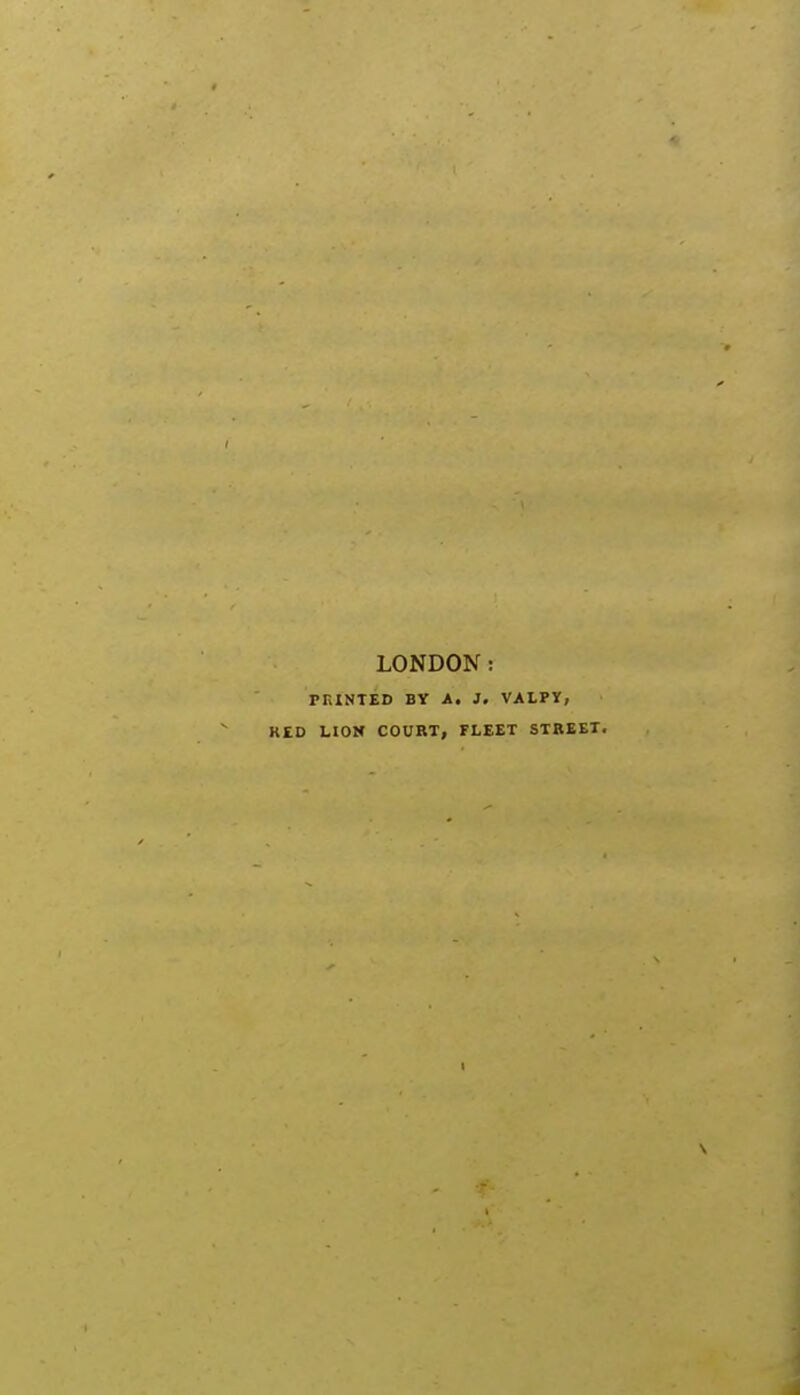 LONDON:
PRINTED BY A. J. VALPY,
RED LION COURT, FLEET STREET.